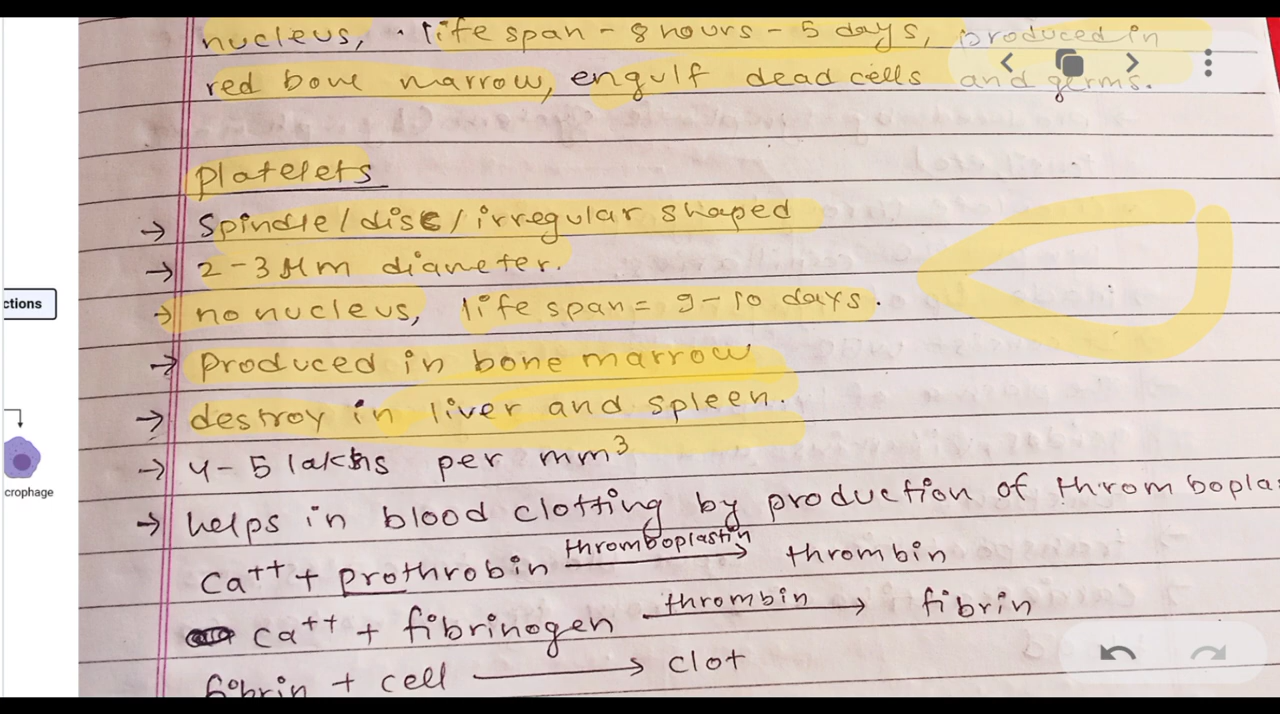 nucleus, · life span - 8 hours - 5 days, produced in
red bone marrow, engulf dead cells and germs.
platelets
→ Spindle/disc/irregular shaped
→ 2-3 Mm diameter.
→ no nucleus, life span = 9-10 days.
→ produced in bone marrow
→ destroy in liver and spleen.
→ 4-5 lakhs per mm³
→ helps in blood clotting by production of thrombopla
Ca⁺⁺ + prothrobin —thromboplastin→ thrombin
Ca⁺⁺ + fibrinogen —thrombin→ fibrin
fibrin + cell → clot
ctions
crophage